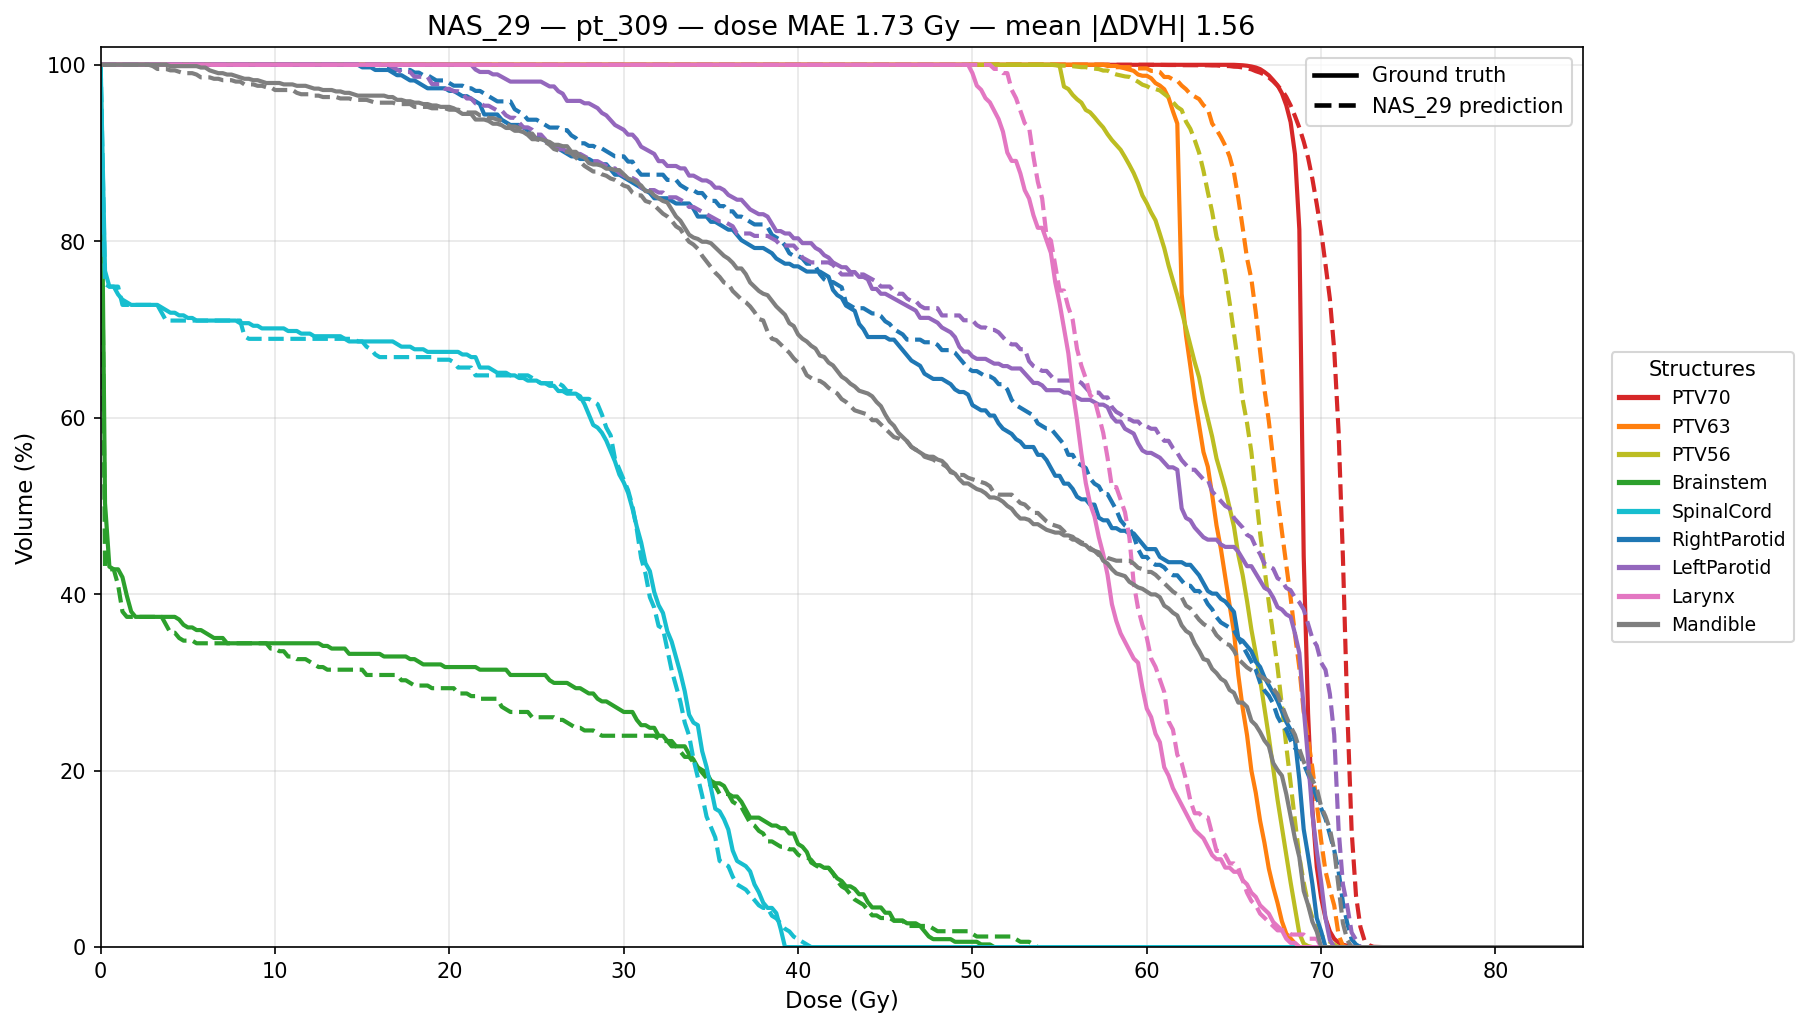 NAS_29 — pt_309 — dose MAE 1.73 Gy — mean |ΔDVH| 1.56
Ground truth
NAS_29 prediction
Volume (%)
100
80
60
40
20
0
0 10 20 30 40 50 60 70 80
Dose (Gy)
Structures
PTV70
PTV63
PTV56
Brainstem
SpinalCord
RightParotid
LeftParotid
Larynx
Mandible